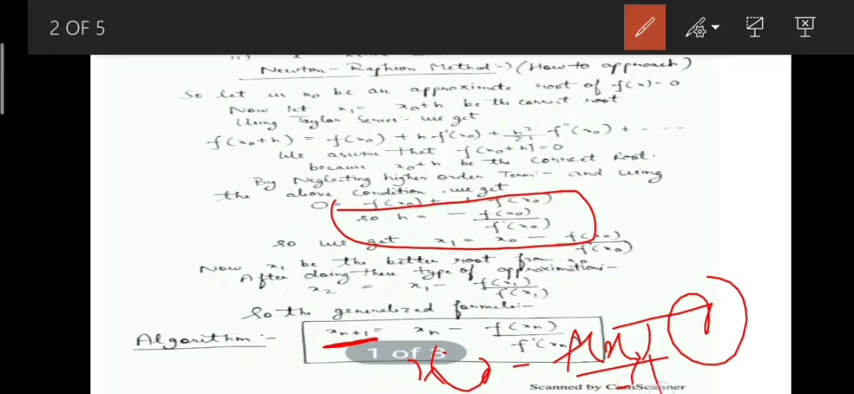 2 OF 5
Newton-Raphson Method:- (How to approach)
So let us x0 be an approximate root of f(x)=0
Now let x1 = x0+h be the correct root
Using Taylor Series:- we get
f(x0+h) = f(x0) + h f'(x0) + h²/2! f''(x0) + - - - -
We assume that f(x0+h)=0
because x0+h be the Correct Root.
By Neglecting higher order Term:- and using
the above condition, we get
0 = f(x0) + h f'(x0)
so h = - f(x0)/f'(x0)
so we get x1 = x0 - f(x0)/f'(x0)
Now x1 be the better root from x0
After doing these type of approximation:-
x2 = x1 - f(x1)/f'(x1)
So the generalized formula:-
Algorithm:- xn+1 = xn - f(xn)/f'(xn)
1 of 3
Scanned by CamScanner